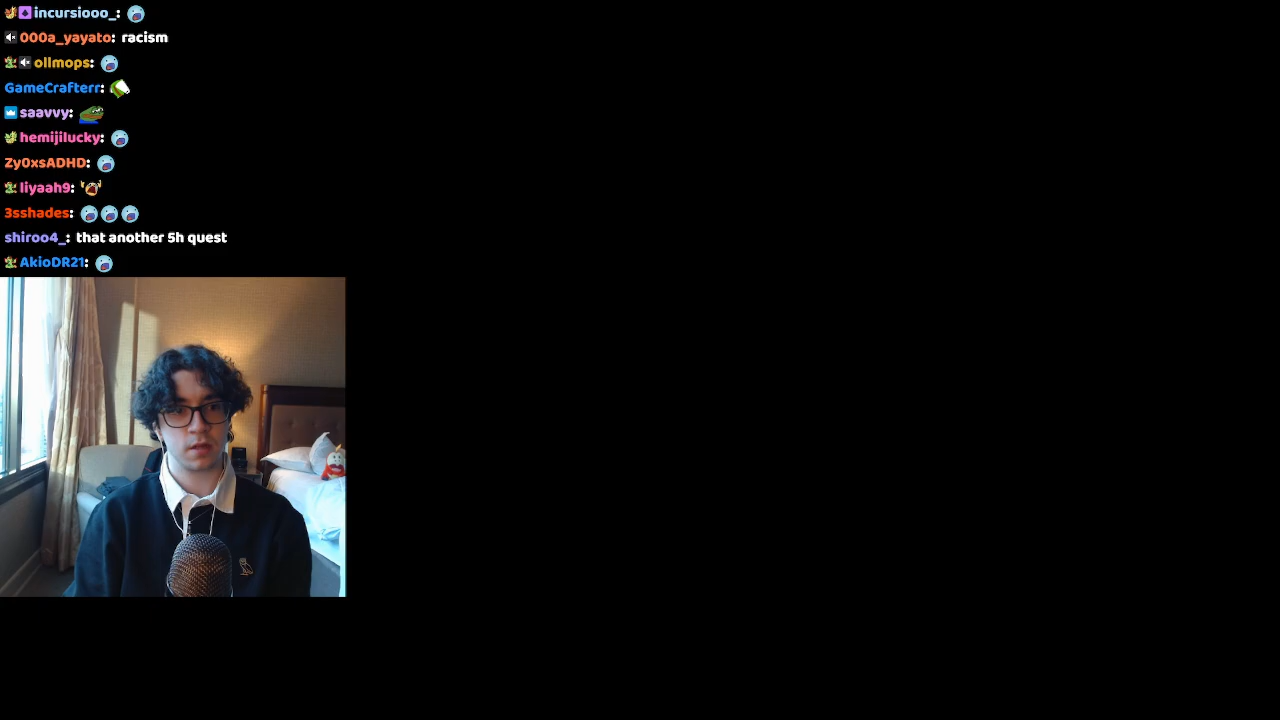 incursiooo_:
000a_yayato: racism
ollmops:
GameCrafterr:
saavvy:
hemijilucky:
Zy0xsADHD:
liyaah9:
3sshades:
shiroo4_: that another 5h quest
AkioDR21: